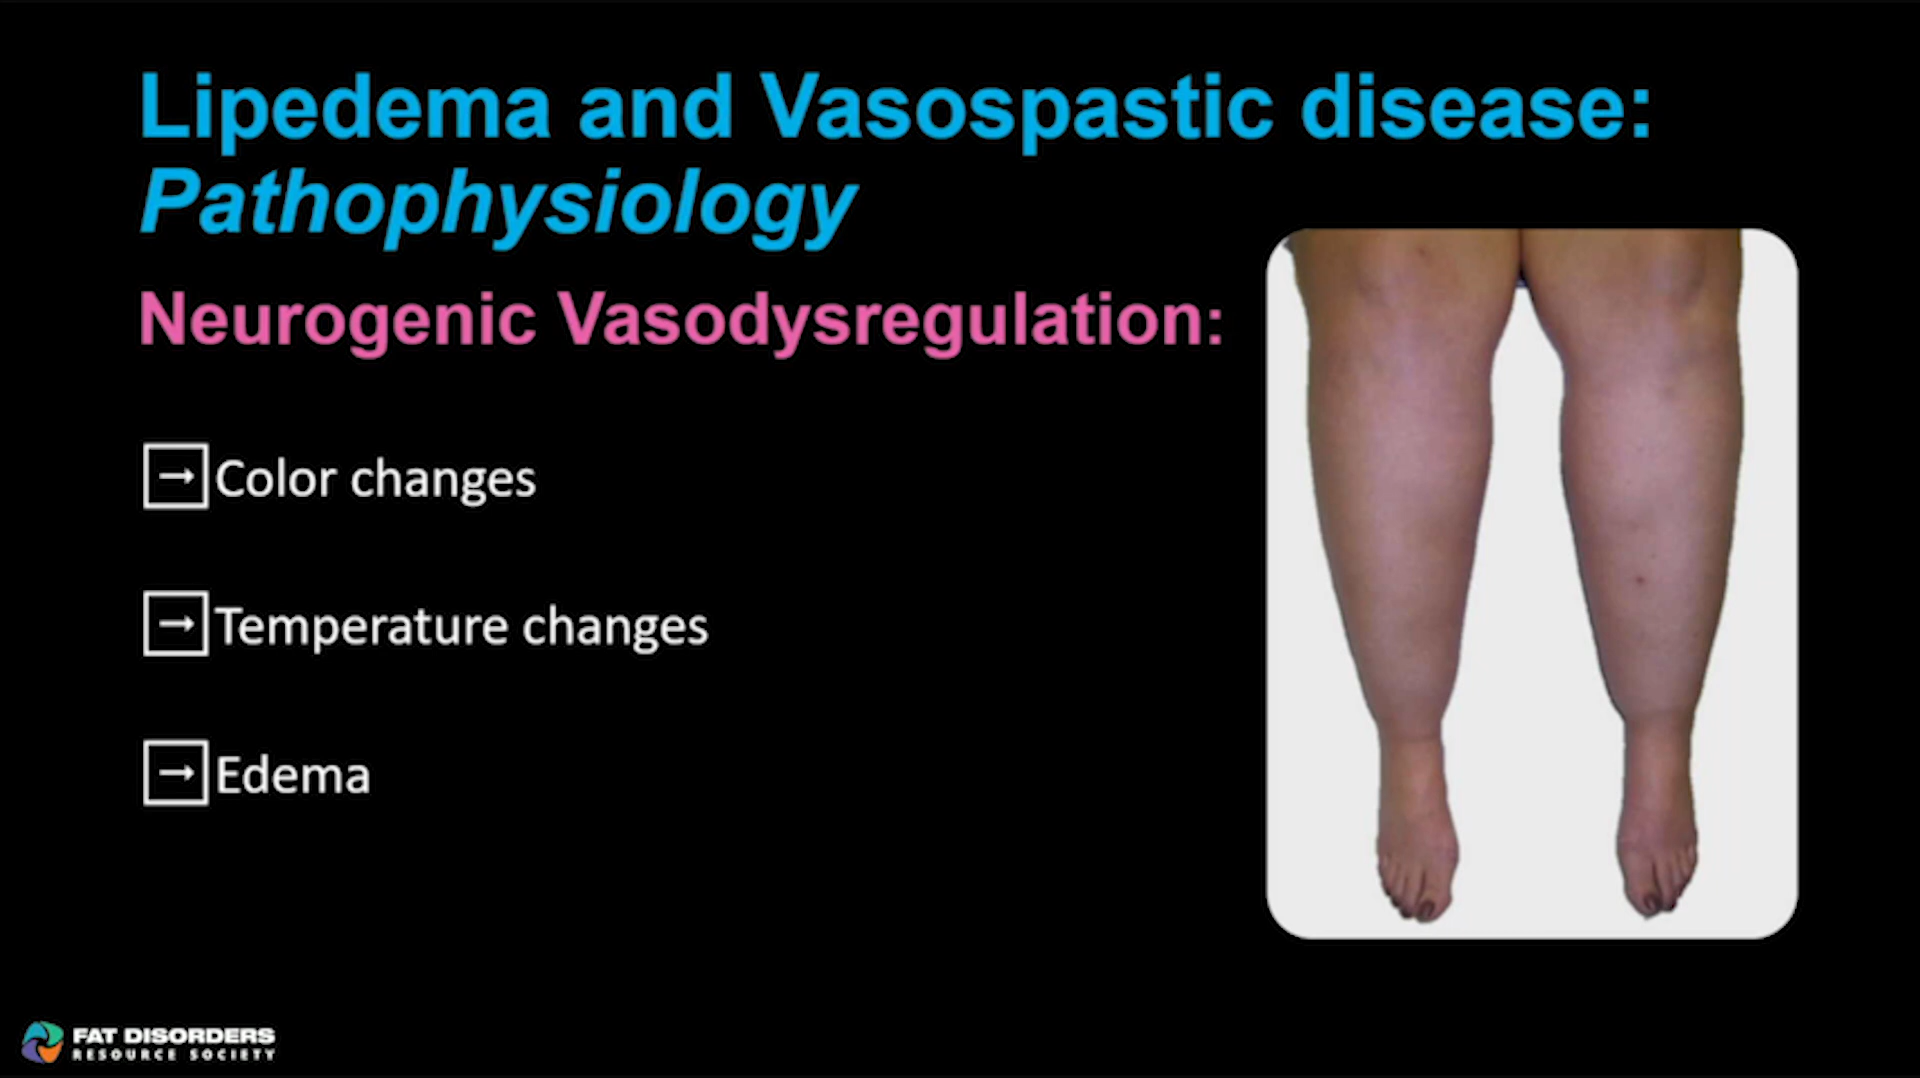 Lipedema and Vasospastic disease:
Pathophysiology
Neurogenic Vasodysregulation:
→ Color changes
→ Temperature changes
→ Edema
FAT DISORDERS
RESOURCE SOCIETY